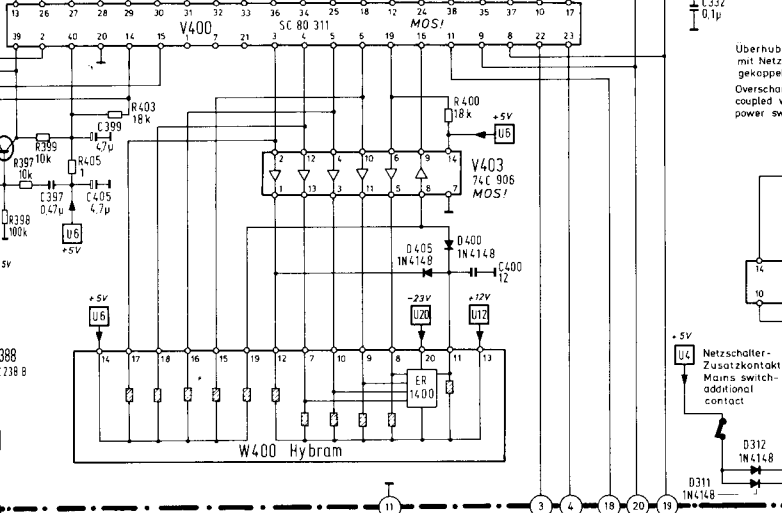 13 26 28 29 30 31 32 33 36 34 25 18 12 24 38 35 37 10 17
V400 SC 80 311 MOS!
39 2 40 20 14 15 1 7 21 3 4 5 6 19 16 11 9 8 22 23
C332
0,1µ
Überhub
mit Netz
gekoppe
Overscha
coupled w
power sw
R403
18k
C399
4,7µ
R399
10k
R397
10k
R405
1
C397
0,47µ
C405
4,7µ
R398
100k
U6
+5V
5V
R400
18k
+5V
U6
2 12 4 10 6 9 14
V403
74C 906
MOS!
1 13 3 11 5 8 7
D405
1N4148
D400
1N4148
C400
12
+5V
U6
-23V
U20
+12V
U12
14 17 18 16 15 19 12 7 10 9 8 20 11 13
ER
1400
W400 Hybram
388
C238 B
14
10
+5V
U4
Netzschalter-
Zusatzkontakt
Mains switch-
additional
contact
D312
1N4148
D311
1N4148
11 3 4 18 20 19